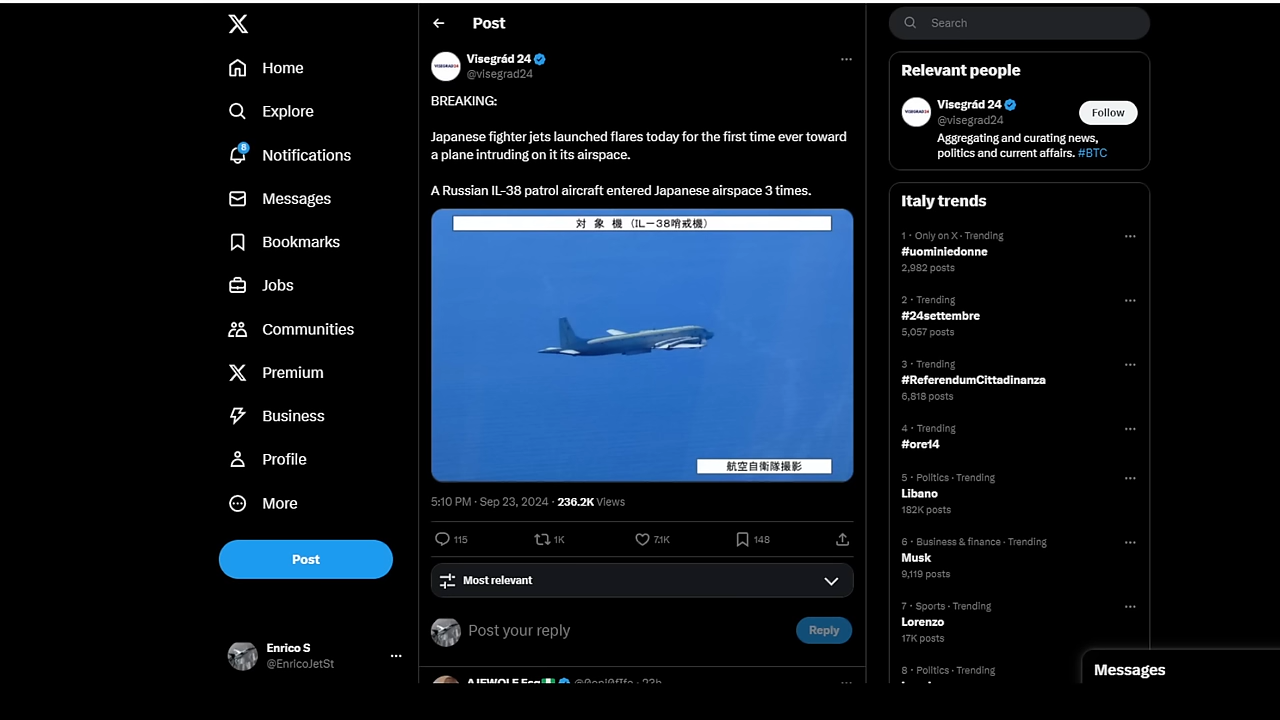 Home
Explore
8
Notifications
Messages
Bookmarks
Jobs
Communities
Premium
Business
Profile
More
Post
Enrico S
@EnricoJetSt
Post
Visegrád 24
VISEGRAD24
@visegrad24
BREAKING:
Japanese fighter jets launched flares today for the first time ever toward
a plane intruding on it its airspace.
A Russian IL-38 patrol aircraft entered Japanese airspace 3 times.
対 象 機 (IL－38哨戒機)
航空自衛隊撮影
5:10 PM · Sep 23, 2024 · 236.2K Views
115 1K 7.1K 148
Most relevant
Post your reply
Reply
Search
Relevant people
Visegrád 24
VISEGRAD24
@visegrad24
Follow
Aggregating and curating news,
politics and current affairs. #BTC
Italy trends
1 · Only on X · Trending
#uominiedonne
2,982 posts
2 · Trending
#24settembre
5,057 posts
3 · Trending
#ReferendumCittadinanza
6,818 posts
4 · Trending
#ore14
5 · Politics · Trending
Libano
182K posts
6 · Business & finance · Trending
Musk
9,119 posts
7 · Sports · Trending
Lorenzo
17K posts
8 · Politics · Trending
Messages